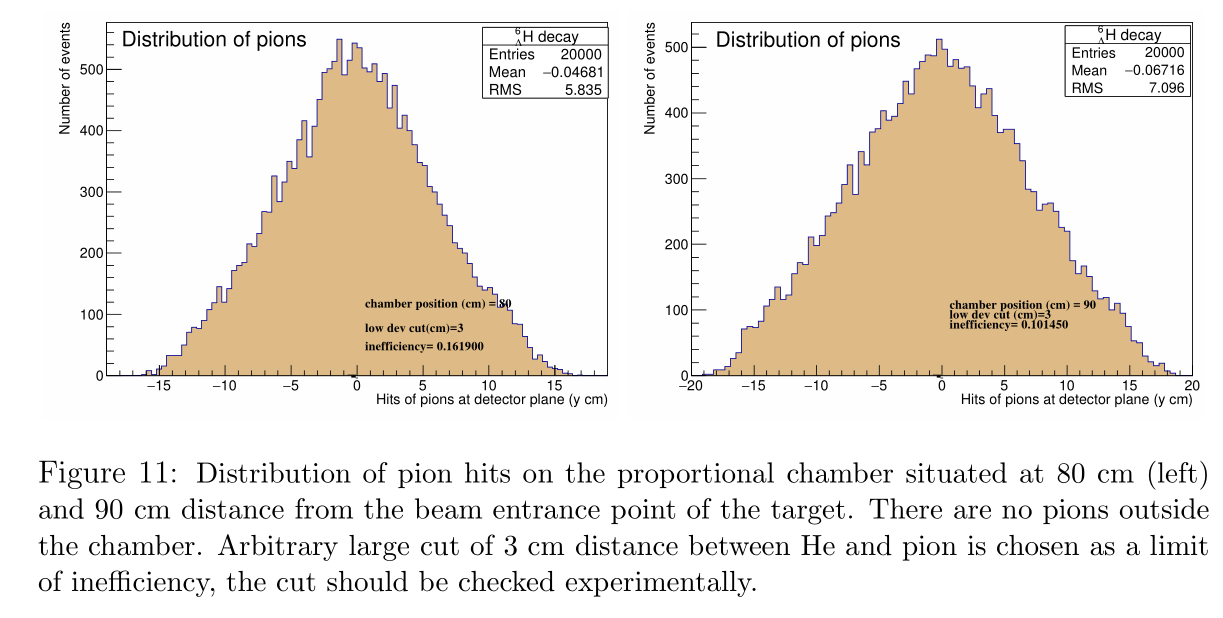 Distribution of pions
Number of events
⁶ΛH decay
Entries 20000
Mean −0.04681
RMS 5.835
500
400
300
200
100
0
chamber position (cm) = 80
low dev cut(cm)=3
inefficiency= 0.161900
−15 −10 −5 0 5 10 15
Hits of pions at detector plane (y cm)
Distribution of pions
Number of events
⁶ΛH decay
Entries 20000
Mean −0.06716
RMS 7.096
500
400
300
200
100
0
chamber position (cm) = 90
low dev cut (cm)=3
inefficiency= 0.101450
−20 −15 −10 −5 0 5 10 15 20
Hits of pions at detector plane (y cm)
Figure 11: Distribution of pion hits on the proportional chamber situated at 80 cm (left)
and 90 cm distance from the beam entrance point of the target. There are no pions outside
the chamber. Arbitrary large cut of 3 cm distance between He and pion is chosen as a limit
of inefficiency, the cut should be checked experimentally.